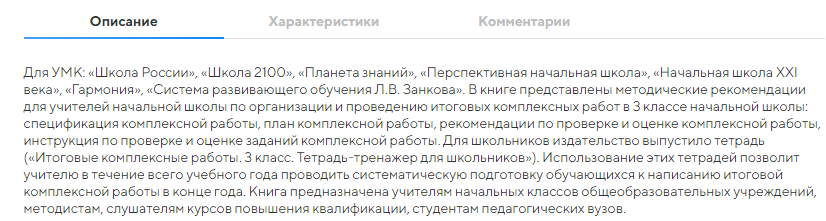 Описание Характеристики Комментарии
Для УМК: «Школа России», «Школа 2100», «Планета знаний», «Перспективная начальная школа», «Начальная школа XXI
века», «Гармония», «Система развивающего обучения Л.В. Занкова». В книге представлены методические рекомендации
для учителей начальной школы по организации и проведению итоговых комплексных работ в 3 классе начальной школы:
спецификация комплексной работы, план комплексной работы, рекомендации по проверке и оценке комплексной работы,
инструкция по проверке и оценке заданий комплексной работы. Для школьников издательство выпустило тетрадь
(«Итоговые комплексные работы. 3 класс. Тетрадь-тренажер для школьников»). Использование этих тетрадей позволит
учителю в течение всего учебного года проводить систематическую подготовку обучающихся к написанию итоговой
комплексной работы в конце года. Книга предназначена учителям начальных классов общеобразовательных учреждений,
методистам, слушателям курсов повышения квалификации, студентам педагогических вузов.